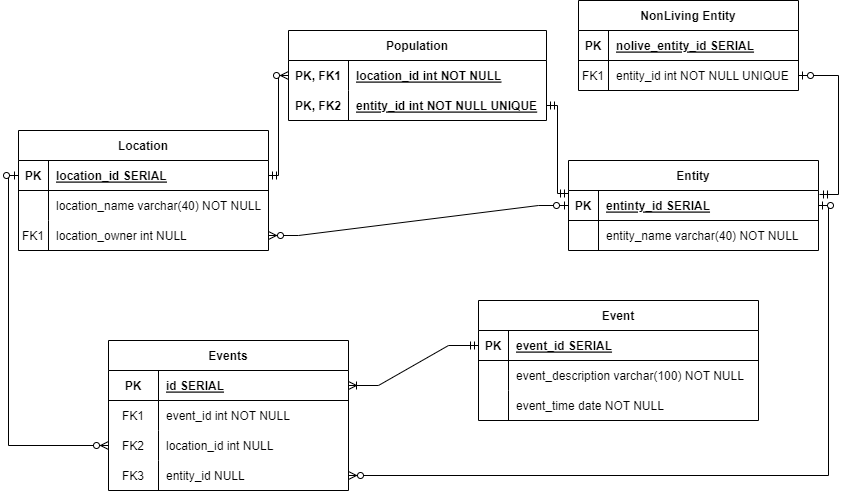 NonLiving Entity
PK nolive_entity_id SERIAL
FK1 entity_id int NOT NULL UNIQUE
Population
PK, FK1 location_id int NOT NULL
PK, FK2 entity_id int NOT NULL UNIQUE
Location
PK location_id SERIAL
location_name varchar(40) NOT NULL
FK1 location_owner int NULL
Entity
PK entinty_id SERIAL
entity_name varchar(40) NOT NULL
Event
PK event_id SERIAL
event_description varchar(100) NOT NULL
event_time date NOT NULL
Events
PK id SERIAL
FK1 event_id int NOT NULL
FK2 location_id int NULL
FK3 entity_id NULL